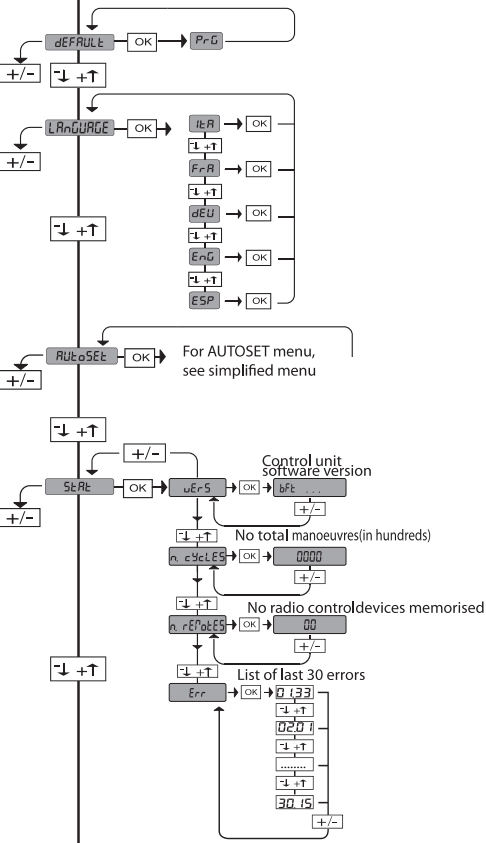 dEFAULt OK PrG
+/- -↓ +↑
LAnGUAGE OK ItA OK
-↓ +↑
+/- FrA OK
-↓ +↑
-↓ +↑ dEU OK
-↓ +↑
EnG OK
-↓ +↑
ESP OK
AUtoSEt OK For AUTOSET menu,
see simplified menu
+/-
-↓ +↑
+/-
Control unit
software version
StAt OK vErS OK bFt ...
+/- +/-
-↓ +↑ No total manoeuvres(in hundreds)
n. cYcLES OK 0000
+/-
-↓ +↑
No radio controldevices memorised
n. rEMotES OK 00
+/-
-↓ +↑ -↓ +↑
List of last 30 errors
Err OK 01.33
-↓ +↑
02.01
-↓ +↑
........
-↓ +↑
30.15
+/-